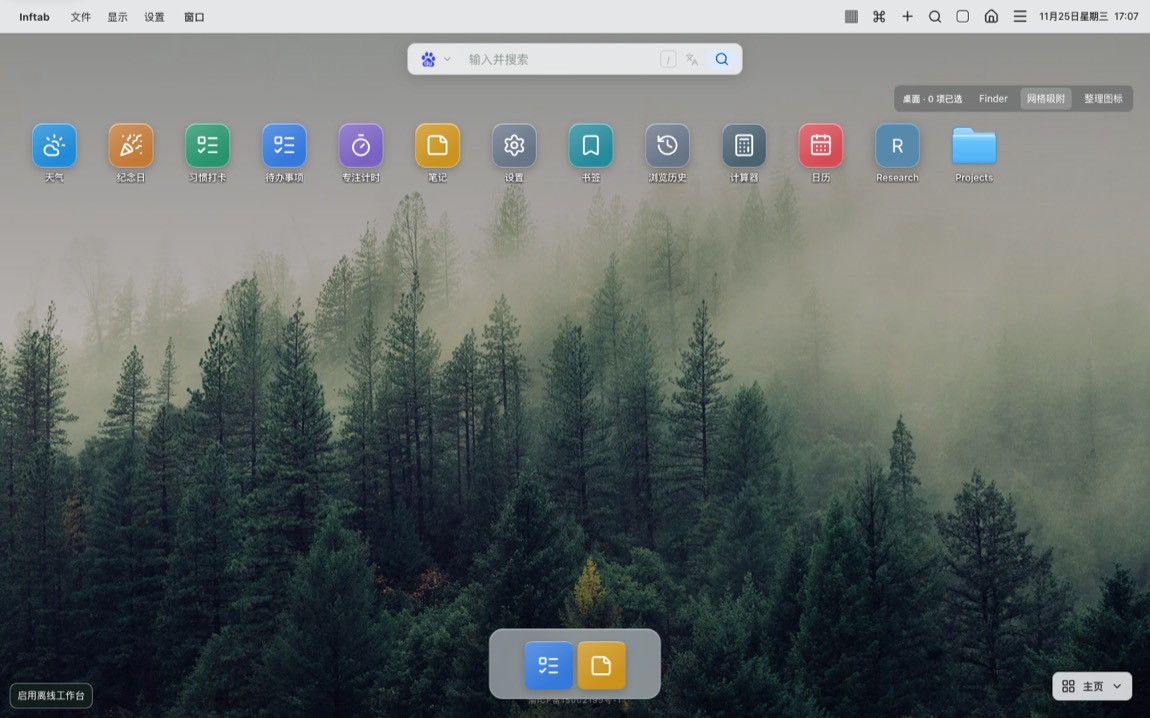 Inftab 文件 显示 设置 窗口 11月25日星期三 17:07
输入并搜索 /
桌面 · 0 项已选 Finder 网格吸附 整理图标
天气 纪念日 习惯打卡 待办事项 专注计时 笔记 设置 书签 浏览历史 计算器 日历 R Research Projects
启用离线工作台
主页